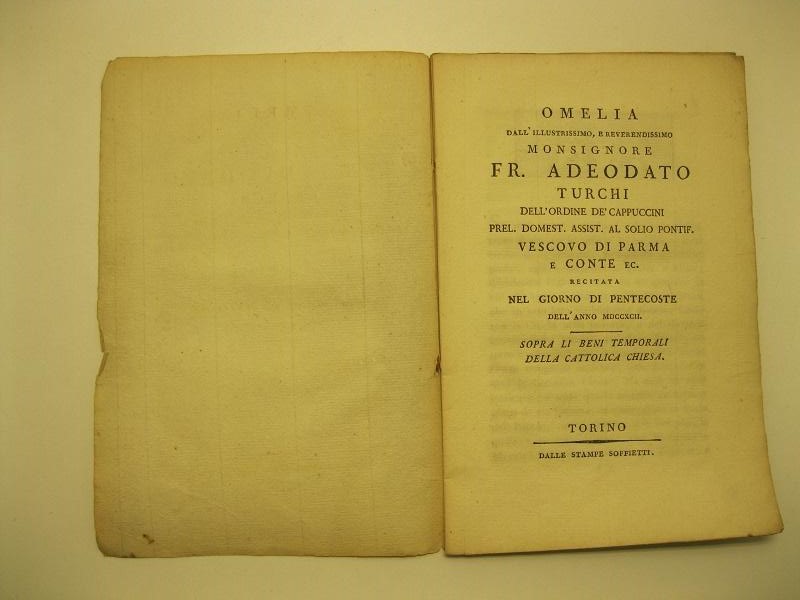 OMELIA
DALL'ILLUSTRISSIMO, E REVERENDISSIMO
MONSIGNORE
FR. ADEODATO
TURCHI
DELL'ORDINE DE' CAPPUCCINI
PREL. DOMEST. ASSIST. AL SOLIO PONTIF.
VESCOVO DI PARMA
E CONTE EC.
RECITATA
NEL GIORNO DI PENTECOSTE
DELL'ANNO MDCCXCII.
SOPRA LI BENI TEMPORALI
DELLA CATTOLICA CHIESA.
TORINO
DALLE STAMPE SOFFIETTI.